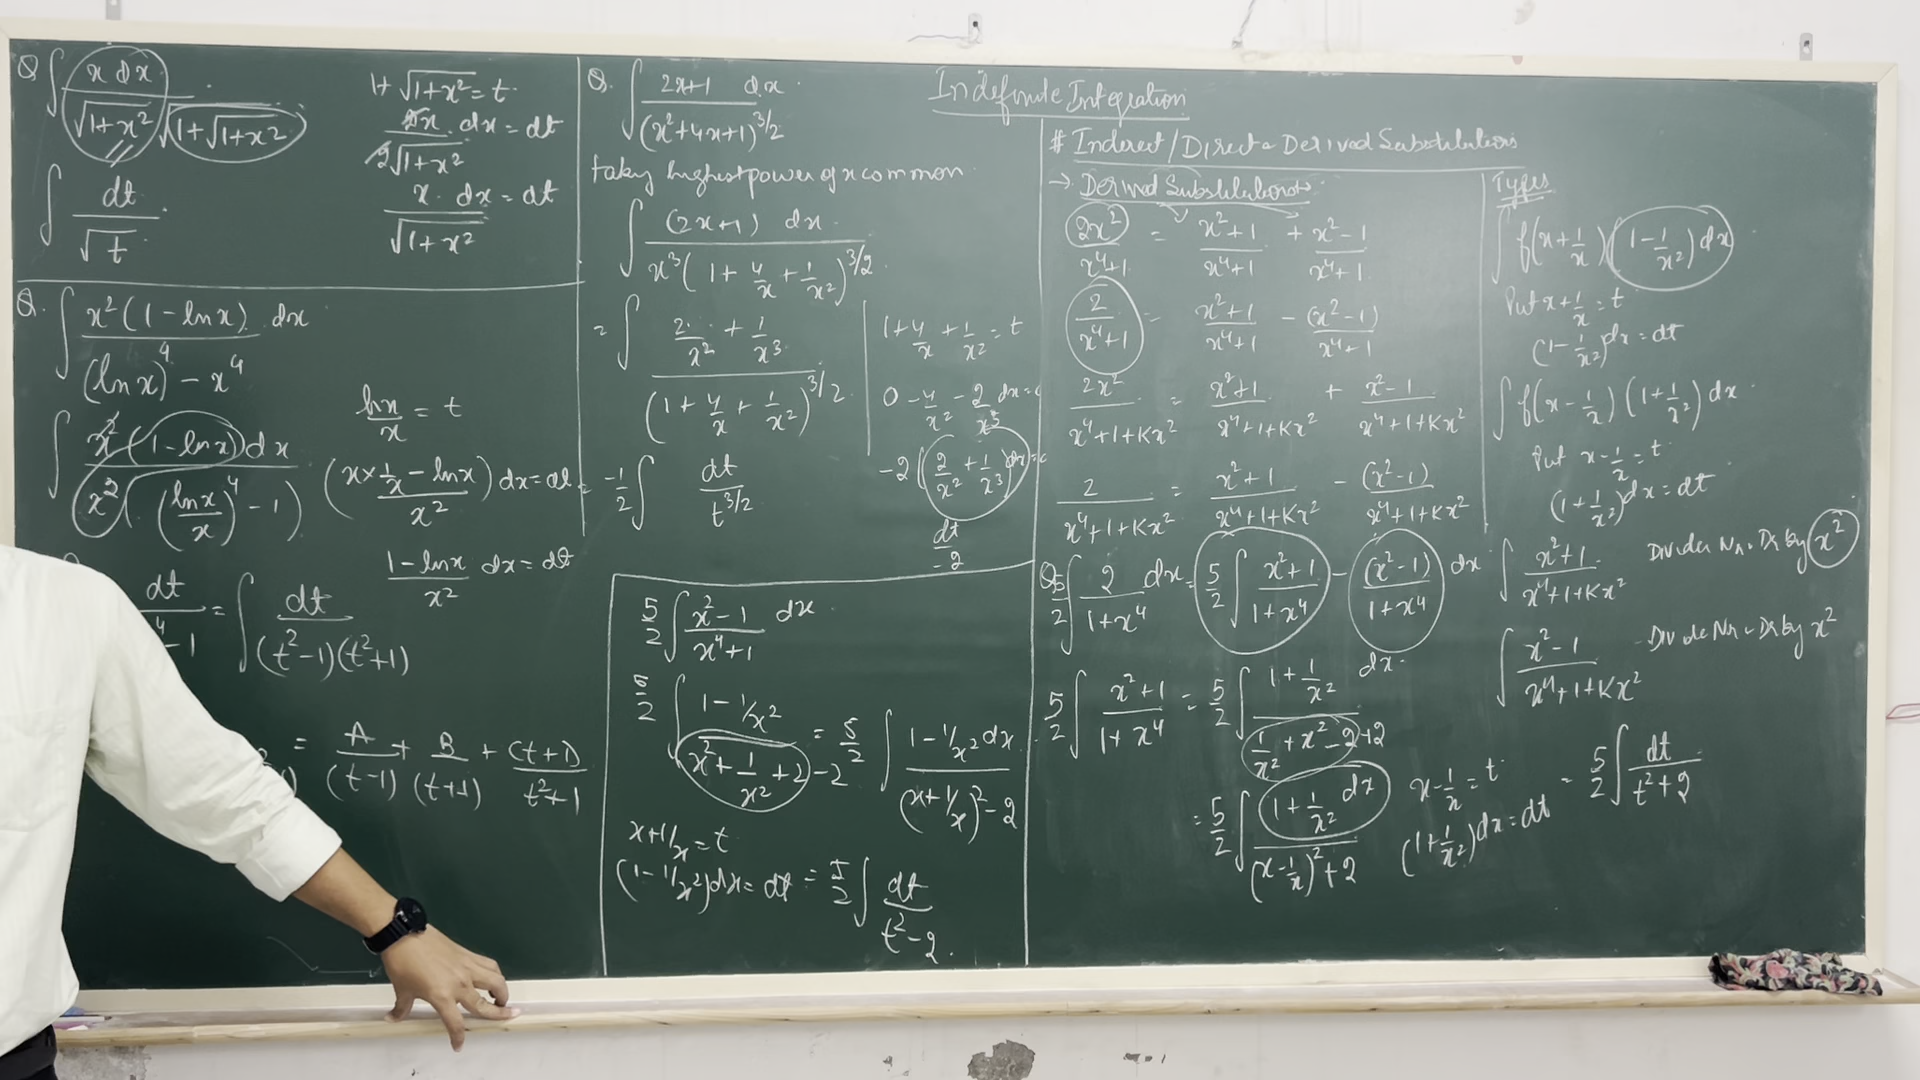 Indefinite Integration
Q ∫ x dx / √(1+x²) √(1+√(1+x²))
1+√(1+x²) = t
2x / 2√(1+x²) dx = dt
x / √(1+x²) dx = dt
∫ dt / √t
Q. ∫ x²(1-lnx) dx / (lnx)⁴ - x⁴
∫ x²(1-lnx)dx / x²((lnx/x)⁴ - 1)
lnx/x = t
(x × 1/x - lnx)/x² dx = dt
1-lnx / x² dx = dt
dt / ⁴-1 = ∫ dt / (t²-1)(t²+1)
= A/(t-1) + B/(t+1) + (t+D / t²+1
Q. ∫ 2x+1 dx / (x²+4x+1)^3/2
taking highest power of x common
∫ (2x+1) dx / x³(1 + 4/x + 1/x²)^3/2
= ∫ 2/x² + 1/x³ / (1 + 4/x + 1/x²)^3/2
1 + 4/x + 1/x² = t
0 - 4/x² - 2/x³ dx =
-2(2/x² + 1/x³)dx =
dt/-2
= -1/2 ∫ dt / t^3/2
5/2 ∫ x²-1 / x⁴+1 dx
5/2 ∫ 1-1/x² / x²+1/x²+2-2 = 5/2 ∫ 1-1/x² dx / (x+1/x)²-2
x+1/x = t
(1-1/x²)dx = dt = 5/2 ∫ dt / t²-2.
# Indirect/Direct & Derived Substitutions
→ Derived Substitutions
2x²/x⁴+1 = x²+1/x⁴+1 + x²-1/x⁴+1
2/x⁴+1 = x²+1/x⁴+1 - (x²-1)/x⁴+1
2x²/x⁴+1+Kx² = x²+1/x⁴+1+Kx² + x²-1/x⁴+1+Kx²
2/x⁴+1+Kx² = x²+1/x⁴+1+Kx² - (x²-1)/x⁴+1+Kx²
Q 5/2 ∫ 2/1+x⁴ dx = 5/2 ∫ x²+1/1+x⁴ - (x²-1)/1+x⁴ dx
5/2 ∫ x²+1/1+x⁴ = 5/2 ∫ 1+1/x² / 1/x²+x²-2+2 dx.
= 5/2 ∫ 1+1/x² dx / (x-1/x)²+2
x-1/x = t
(1+1/x²)dx = dt
= 5/2 ∫ dt / t²+2
Types
∫ f(x+1/x)(1-1/x²)dx
Put x+1/x = t
(1-1/x²)dx = dt
∫ f(x-1/x)(1+1/x²)dx
Put x-1/x = t
(1+1/x²)dx = dt
∫ x²+1 / x⁴+1+Kx² Divide Nr & Dr by x²
∫ x²-1 / x⁴+1+Kx² - Divide Nr & Dr by x²